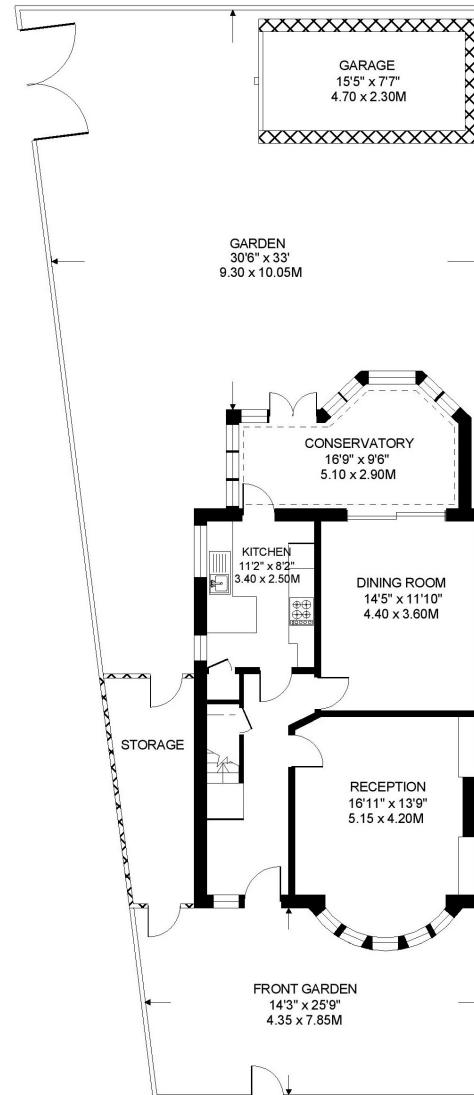 GARAGE
15'5" x 7'7"
4.70 x 2.30M
GARDEN
30'6" x 33'
9.30 x 10.05M
CONSERVATORY
16'9" x 9'6"
5.10 x 2.90M
KITCHEN
11'2" x 8'2"
3.40 x 2.50M
DINING ROOM
14'5" x 11'10"
4.40 x 3.60M
STORAGE
RECEPTION
16'11" x 13'9"
5.15 x 4.20M
FRONT GARDEN
14'3" x 25'9"
4.35 x 7.85M